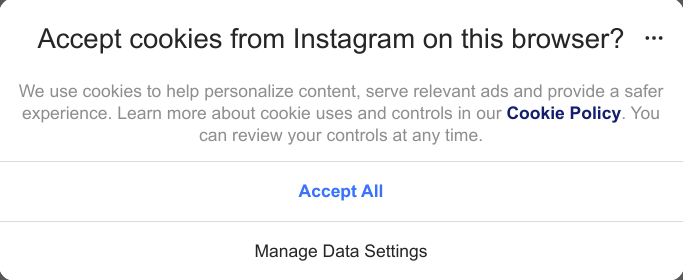 Accept cookies from Instagram on this browser? ...
We use cookies to help personalize content, serve relevant ads and provide a safer
experience. Learn more about cookie uses and controls in our Cookie Policy. You
can review your controls at any time.
Accept All
Manage Data Settings